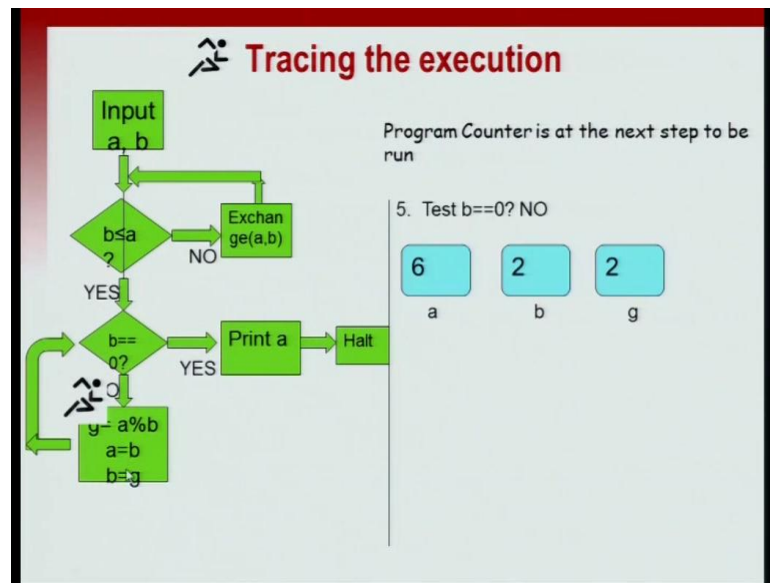 Tracing the execution
Input
a, b
Program Counter is at the next step to be
run
b≤a
?
NO
Exchan
ge(a,b)
YES
5. Test b==0? NO
6
2
2
a
b
g
b==
0?
YES
Print a
Halt
g= a%b
a=b
b=g